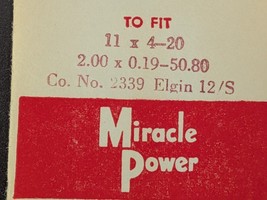 TO FIT
11 x 4-20
2.00 x 0.19-50.80
Co. No. 2339 Elgin 12/S
Miracle
Power